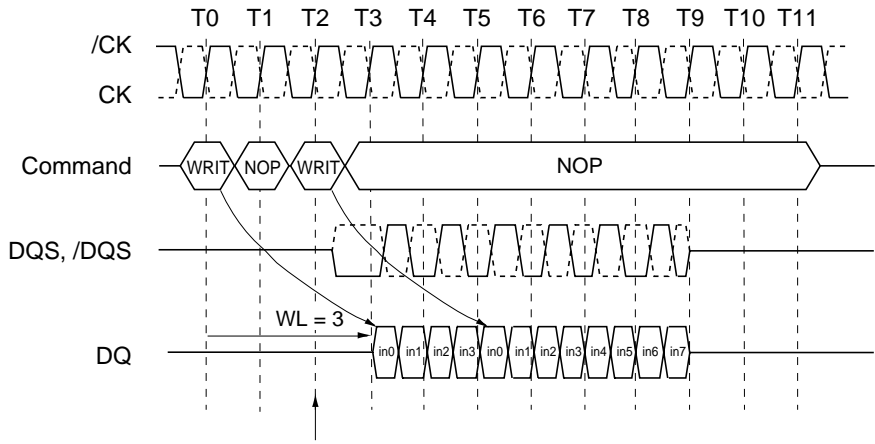 T0 T1 T2 T3 T4 T5 T6 T7 T8 T9 T10 T11
/CK
CK
Command WRIT NOP WRIT NOP
DQS, /DQS
WL = 3
DQ in0 in1 in2 in3 in0 in1 in2 in3 in4 in5 in6 in7